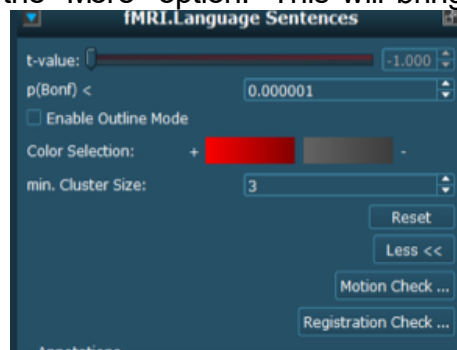 the "More" option. This will bring
fMRI.Language Sentences
t-value: -1.000
p(Bonf) < 0.000001
Enable Outline Mode
Color Selection: + -
min. Cluster Size: 3
Reset
Less <<
Motion Check ...
Registration Check ...
Annotations